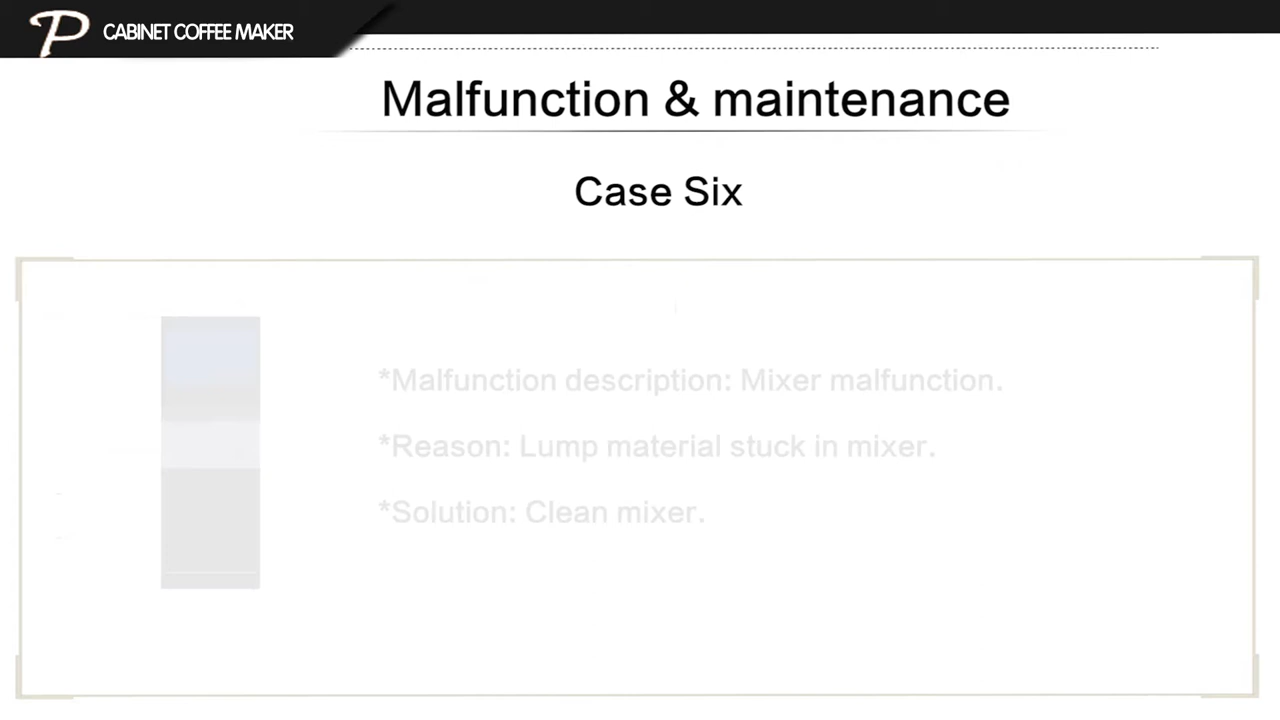 P CABINET COFFEE MAKER
Malfunction & maintenance
Case Six
*Malfunction description: Mixer malfunction.
*Reason: Lump material stuck in mixer.
*Solution: Clean mixer.